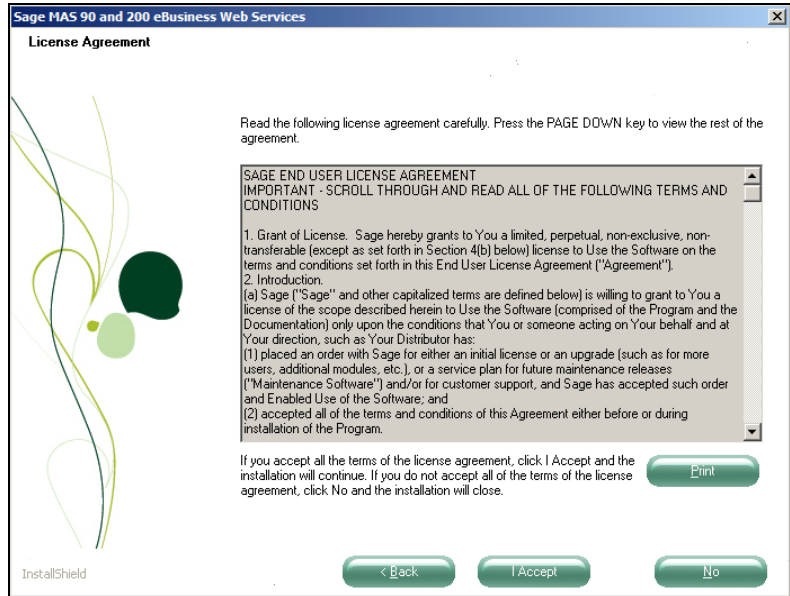 Sage MAS 90 and 200 eBusiness Web Services
License Agreement
Read the following license agreement carefully. Press the PAGE DOWN key to view the rest of the
agreement.
SAGE END USER LICENSE AGREEMENT
IMPORTANT - SCROLL THROUGH AND READ ALL OF THE FOLLOWING TERMS AND
CONDITIONS
1. Grant of License.  Sage hereby grants to You a limited, perpetual, non-exclusive, non-
transferable (except as set forth in Section 4(b) below) license to Use the Software on the
terms and conditions set forth in this End User License Agreement ("Agreement").
2. Introduction.
(a) Sage ("Sage" and other capitalized terms are defined below) is willing to grant to You a
license of the scope described herein to Use the Software (comprised of the Program and the
Documentation) only upon the conditions that You or someone acting on Your behalf and at
Your direction, such as Your Distributor has:
(1) placed an order with Sage for either an initial license or an upgrade (such as for more
users, additional modules, etc.), or a service plan for future maintenance releases
("Maintenance Software") and/or for customer support, and Sage has accepted such order
and Enabled Use of the Software; and
(2) accepted all of the terms and conditions of this Agreement either before or during
installation of the Program.
If you accept all the terms of the license agreement, click I Accept and the
installation will continue. If you do not accept all of the terms of the license
agreement, click No and the installation will close.
Print
InstallShield
< Back
I Accept
No